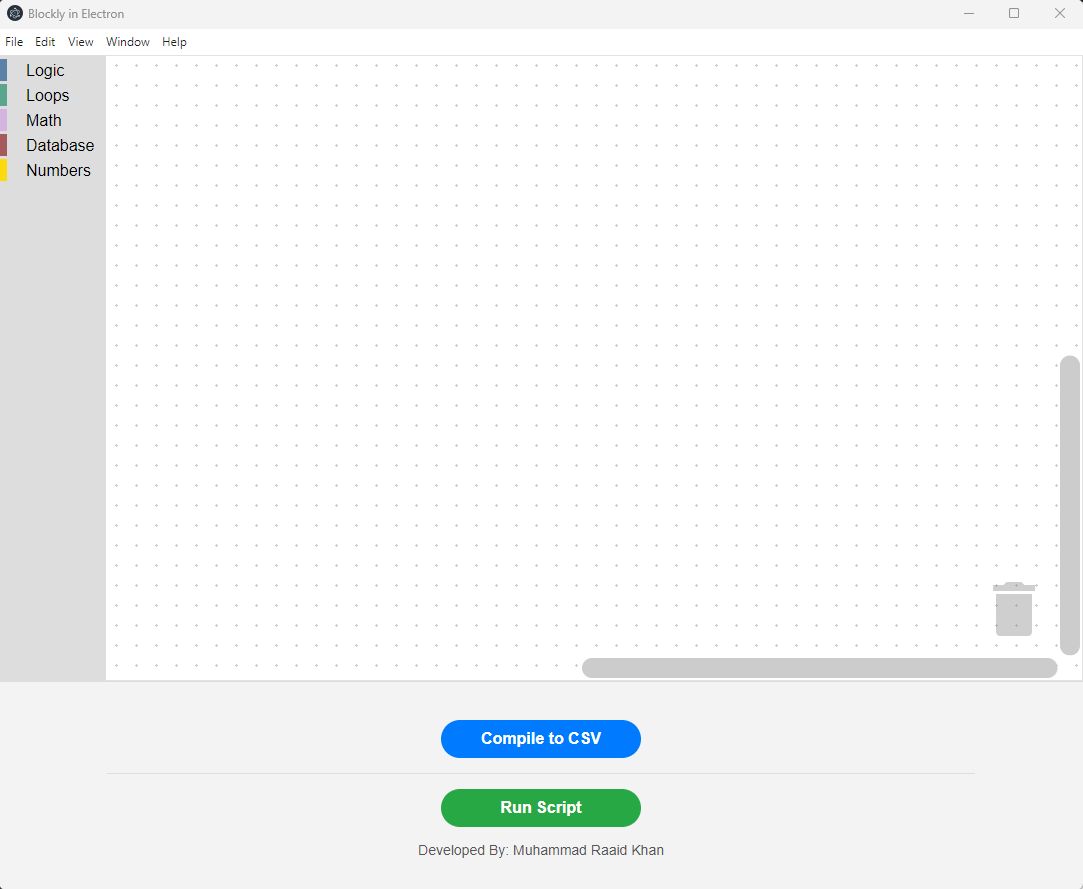 Blockly in Electron
File Edit View Window Help
Logic
Loops
Math
Database
Numbers
Compile to CSV
Run Script
Developed By: Muhammad Raaid Khan